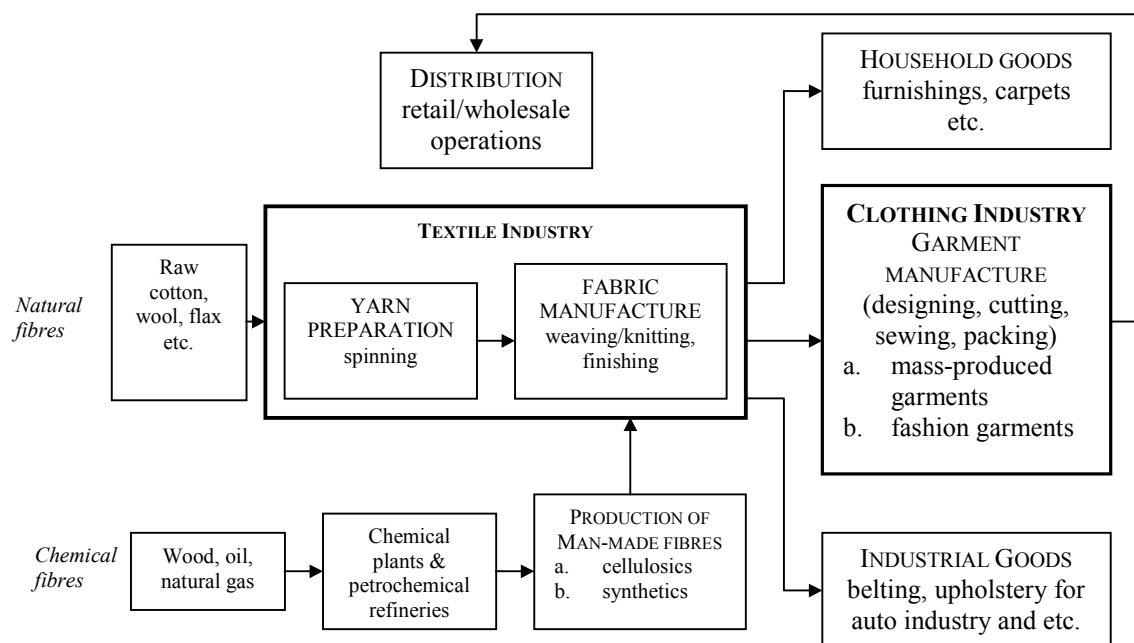 DISTRIBUTION
retail/wholesale
operations
HOUSEHOLD GOODS
furnishings, carpets
etc.
Natural
fibres
Raw
cotton,
wool, flax
etc.
TEXTILE INDUSTRY
YARN
PREPARATION
spinning
FABRIC
MANUFACTURE
weaving/knitting,
finishing
CLOTHING INDUSTRY
GARMENT
MANUFACTURE
(designing, cutting,
sewing, packing)
a. mass-produced
garments
b. fashion garments
Chemical
fibres
Wood, oil,
natural gas
Chemical
plants &
petrochemical
refineries
PRODUCTION OF
MAN-MADE FIBRES
a. cellulosics
b. synthetics
INDUSTRIAL GOODS
belting, upholstery for
auto industry and etc.